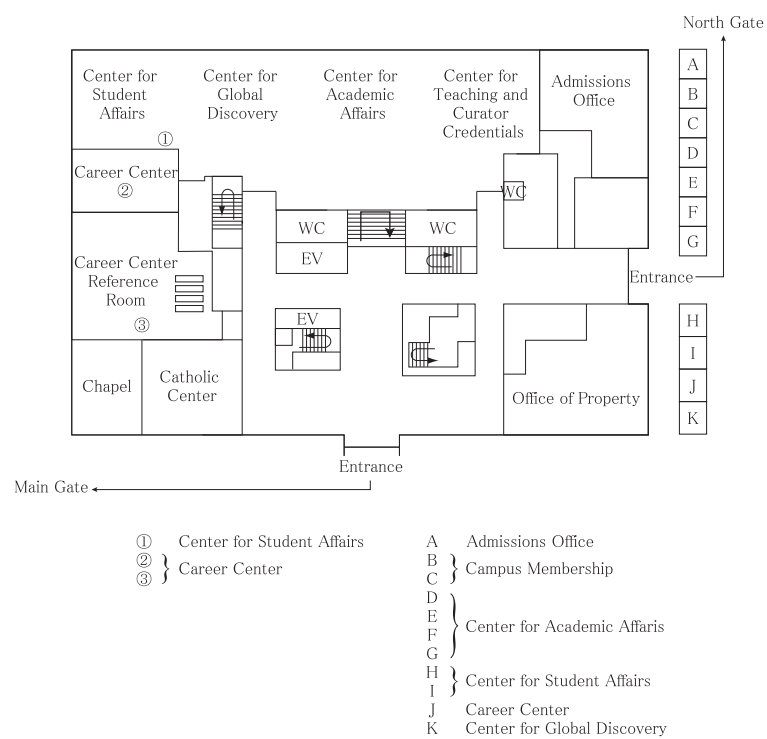 North Gate
Center for
Student
Affairs
①
Center for
Global
Discovery
Center for
Academic
Affairs
Center for
Teaching and
Curator
Credentials
Admissions
Office
A
B
C
D
E
F
G
Career Center
②
WC
WC
WC
EV
Career Center
Reference
Room
③
Entrance
EV
H
I
J
K
Chapel
Catholic
Center
Office of Property
Entrance
Main Gate
① Center for Student Affairs
②
③
Career Center
A Admissions Office
B
C
Campus Membership
D
E
F
G
Center for Academic Affaris
H
I
Center for Student Affairs
J Career Center
K Center for Global Discovery